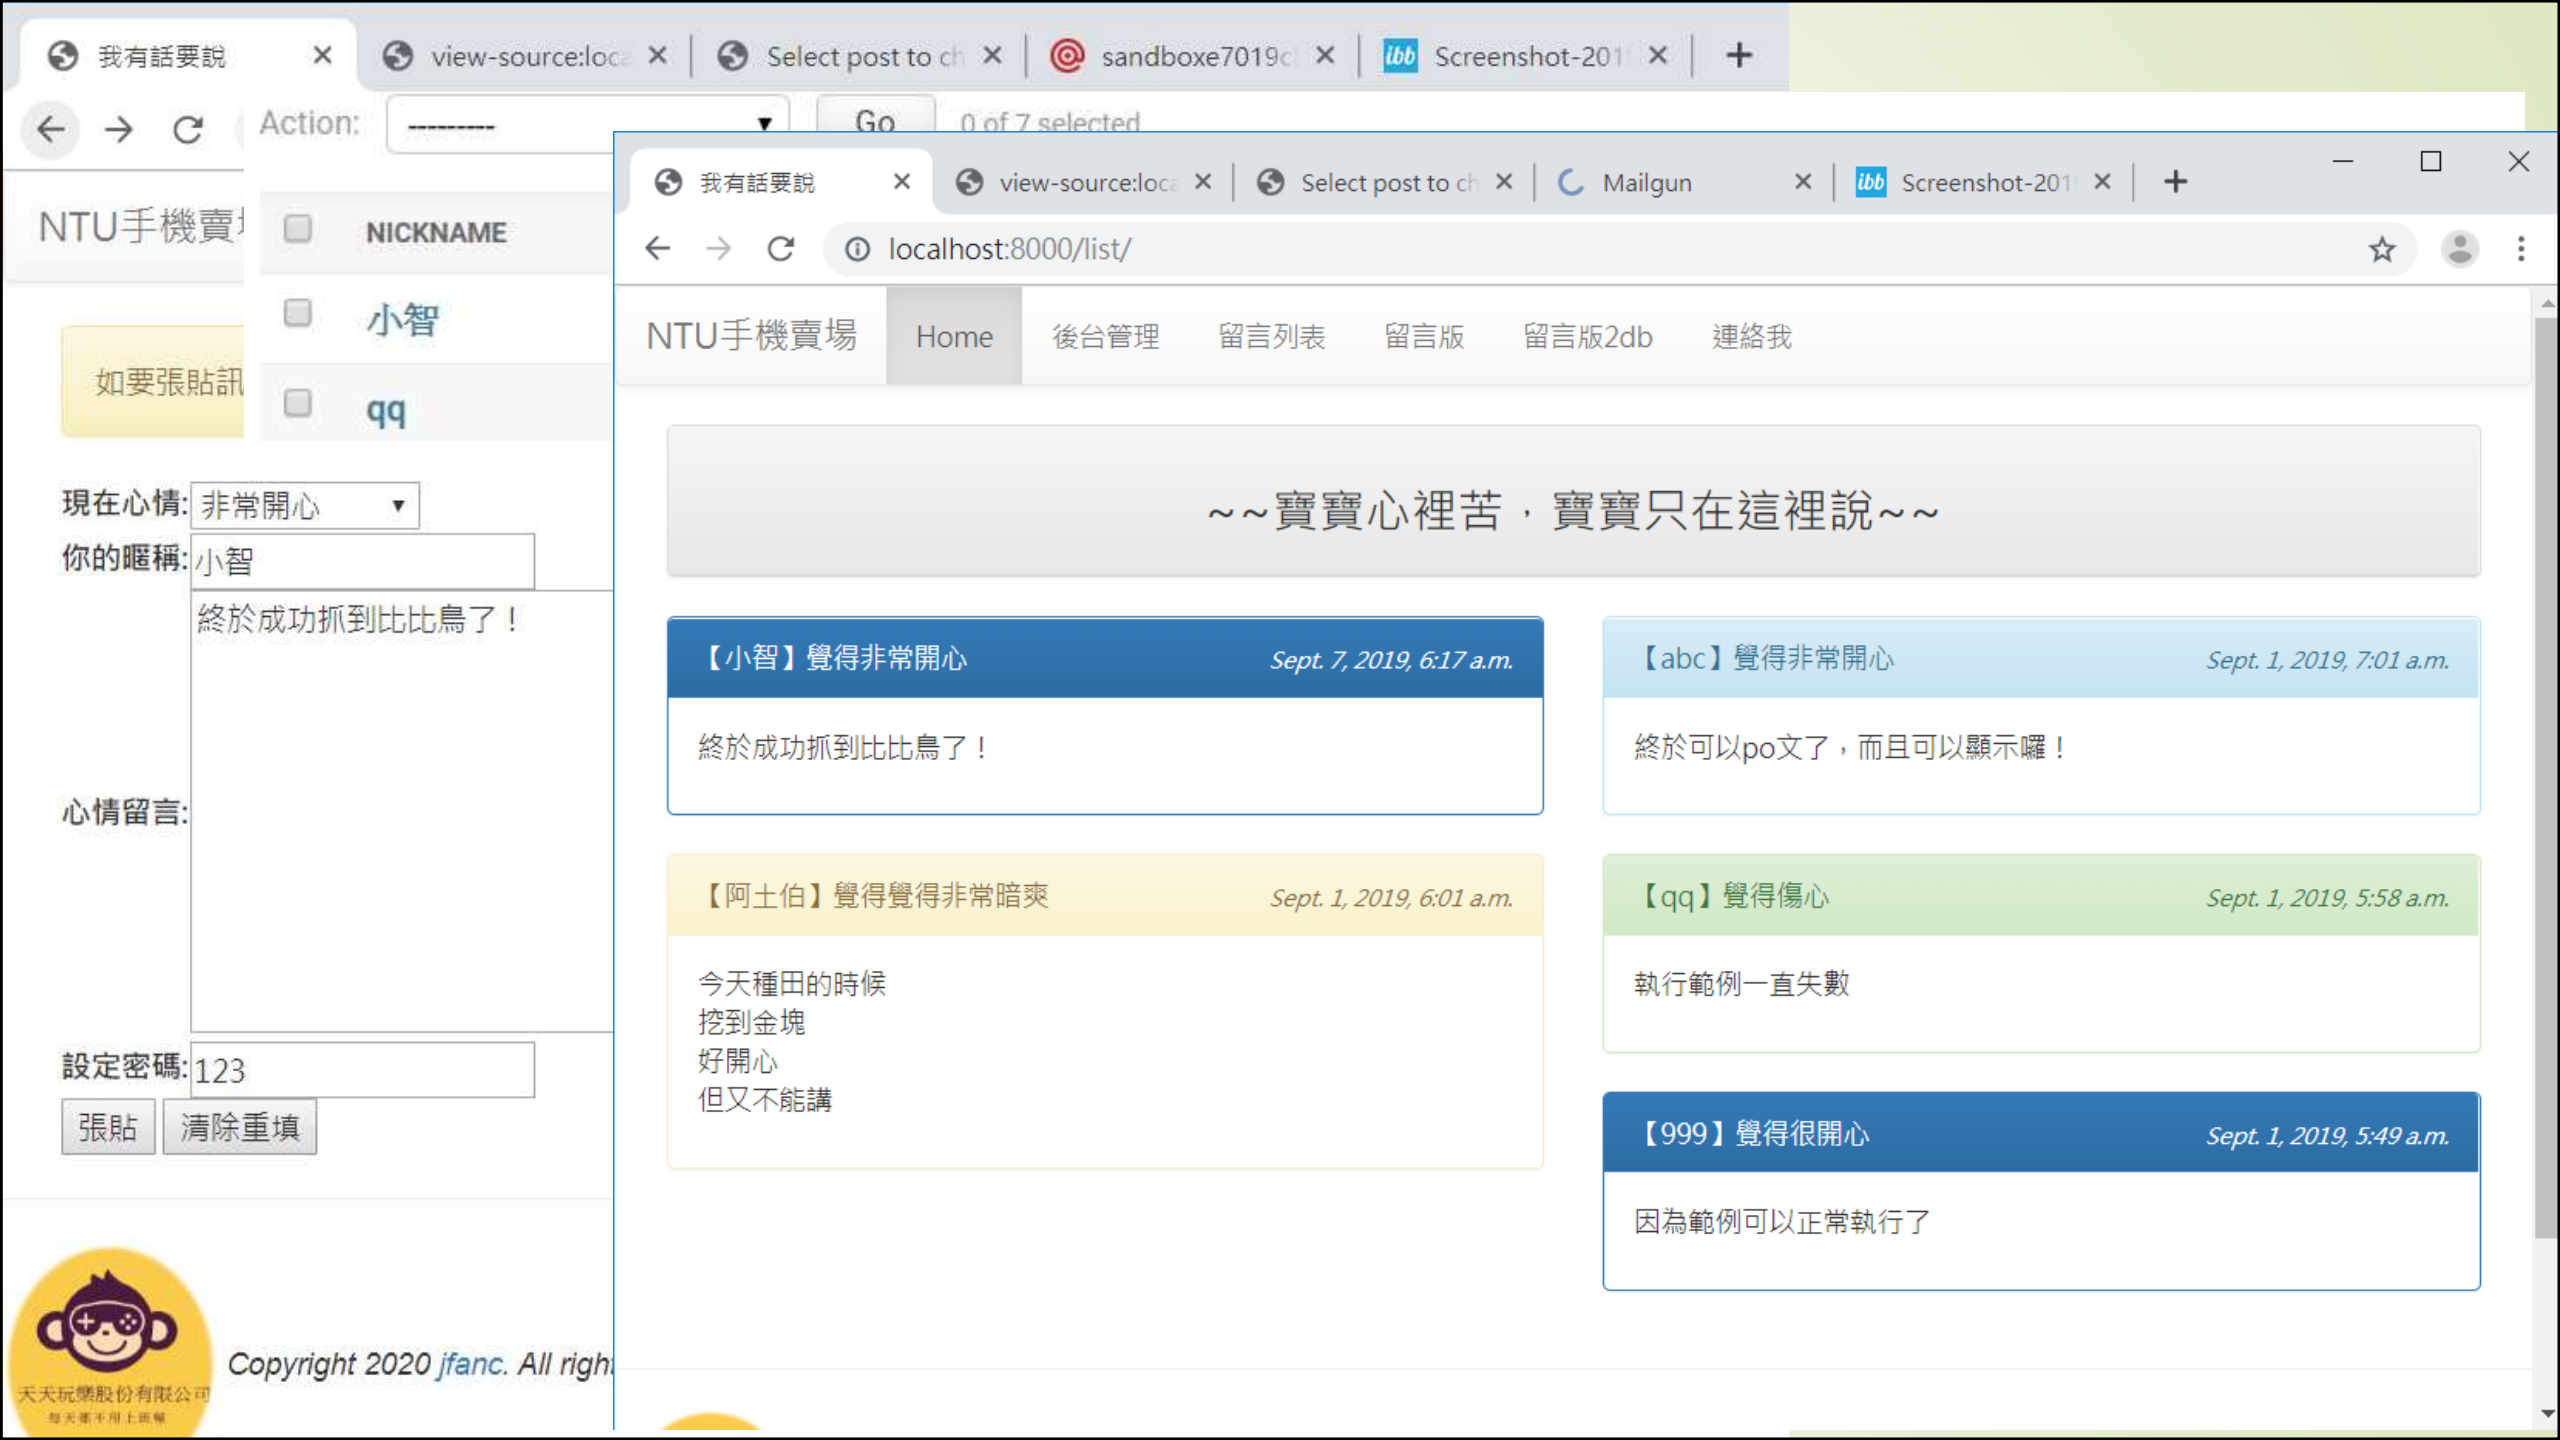 我有話要說
view-source:loca
Select post to ch
sandboxe7019c
ibb Screenshot-201
Action:
---------
Go
0 of 7 selected
NTU手機賣
NICKNAME
小智
qq
如要張貼訊
現在心情:
非常開心
你的暱稱:
小智
心情留言:
終於成功抓到比比鳥了！
設定密碼:
123
張貼
清除重填
天天玩樂股份有限公司
Copyright 2020 jfanc. All right
我有話要說
view-source:loca
Select post to ch
Mailgun
ibb Screenshot-201
localhost:8000/list/
NTU手機賣場
Home
後台管理
留言列表
留言版
留言版2db
連絡我
~~寶寶心裡苦，寶寶只在這裡說~~
【小智】覺得非常開心
Sept. 7, 2019, 6:17 a.m.
終於成功抓到比比鳥了！
【abc】覺得非常開心
Sept. 1, 2019, 7:01 a.m.
終於可以po文了，而且可以顯示囉！
【阿土伯】覺得覺得非常暗爽
Sept. 1, 2019, 6:01 a.m.
今天種田的時候
挖到金塊
好開心
但又不能講
【qq】覺得傷心
Sept. 1, 2019, 5:58 a.m.
執行範例一直失數
【999】覺得很開心
Sept. 1, 2019, 5:49 a.m.
因為範例可以正常執行了